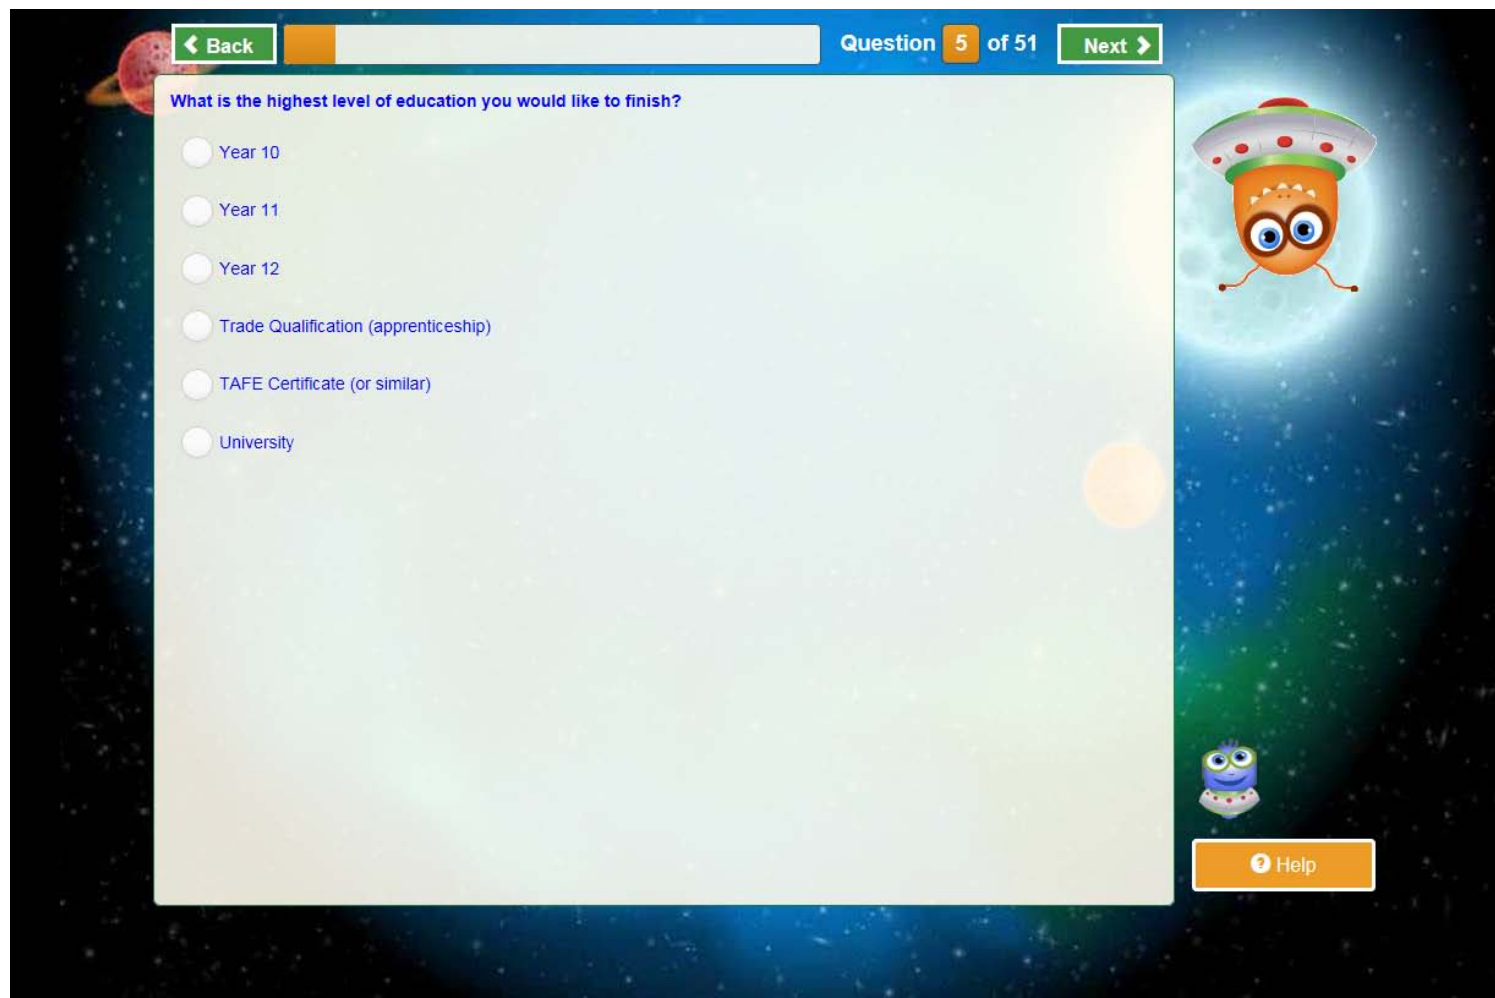 Back
Question 5 of 51
Next
What is the highest level of education you would like to finish?
Year 10
Year 11
Year 12
Trade Qualification (apprenticeship)
TAFE Certificate (or similar)
University
? Help